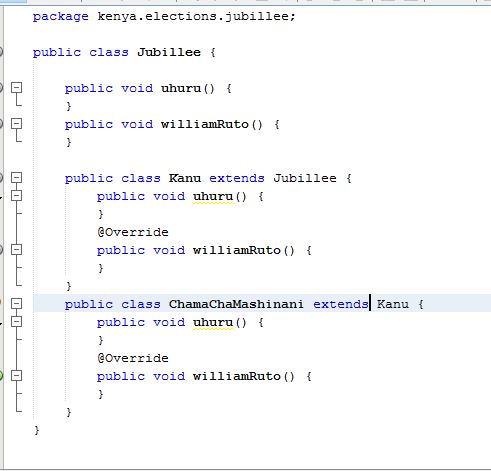 package kenya.elections.jubillee;
public class Jubillee {
public void uhuru() {
}
public void williamRuto() {
}
public class Kanu extends Jubillee {
public void uhuru() {
}
@Override
public void williamRuto() {
}
}
public class ChamaChaMashinani extends Kanu {
public void uhuru() {
}
@Override
public void williamRuto() {
}
}
}